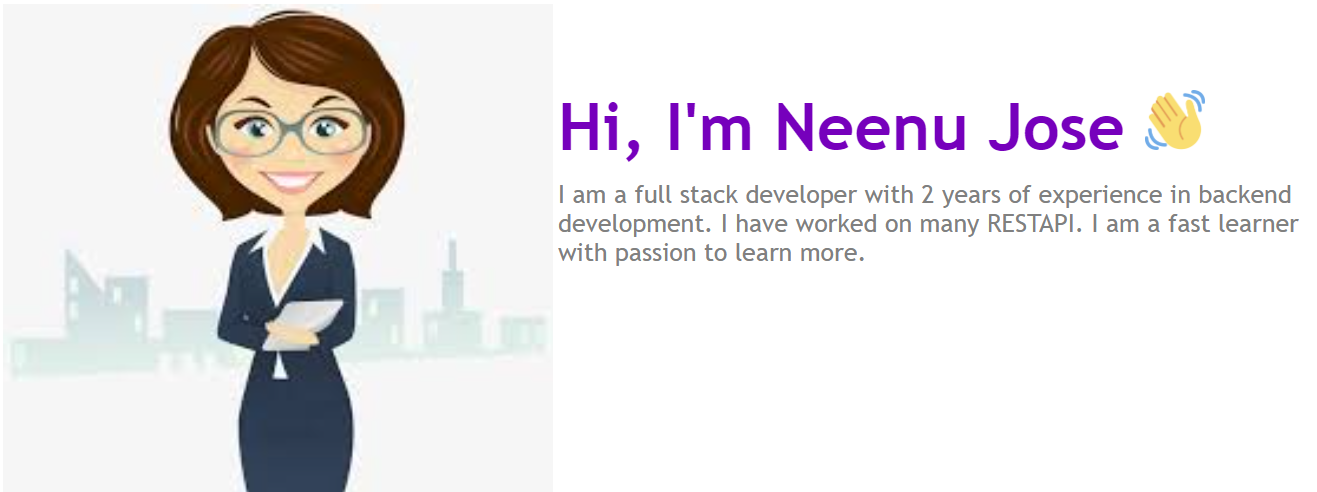 Hi, I'm Neenu Jose 👋
I am a full stack developer with 2 years of experience in backend
development. I have worked on many RESTAPI. I am a fast learner
with passion to learn more.